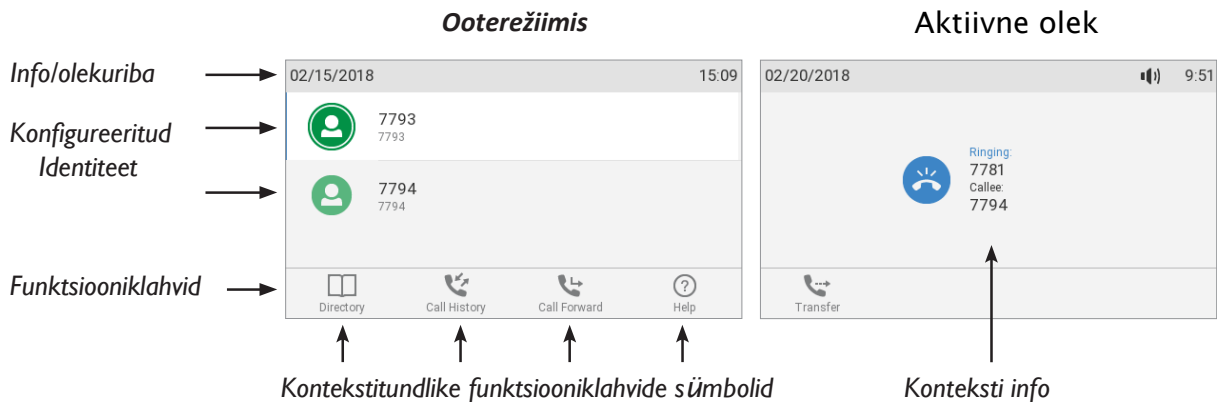 Ooterežiimis
Aktiivne olek
Info/olekuriba
02/15/2018 15:09
02/20/2018 9:51
Konfigureeritud
Identiteet
7793
7793
7794
7794
Ringing:
7781
Callee:
7794
Funktsiooniklahvid
Directory Call History Call Forward Help
Transfer
Kontekstitundlike funktsiooniklahvide sümbolid
Konteksti info